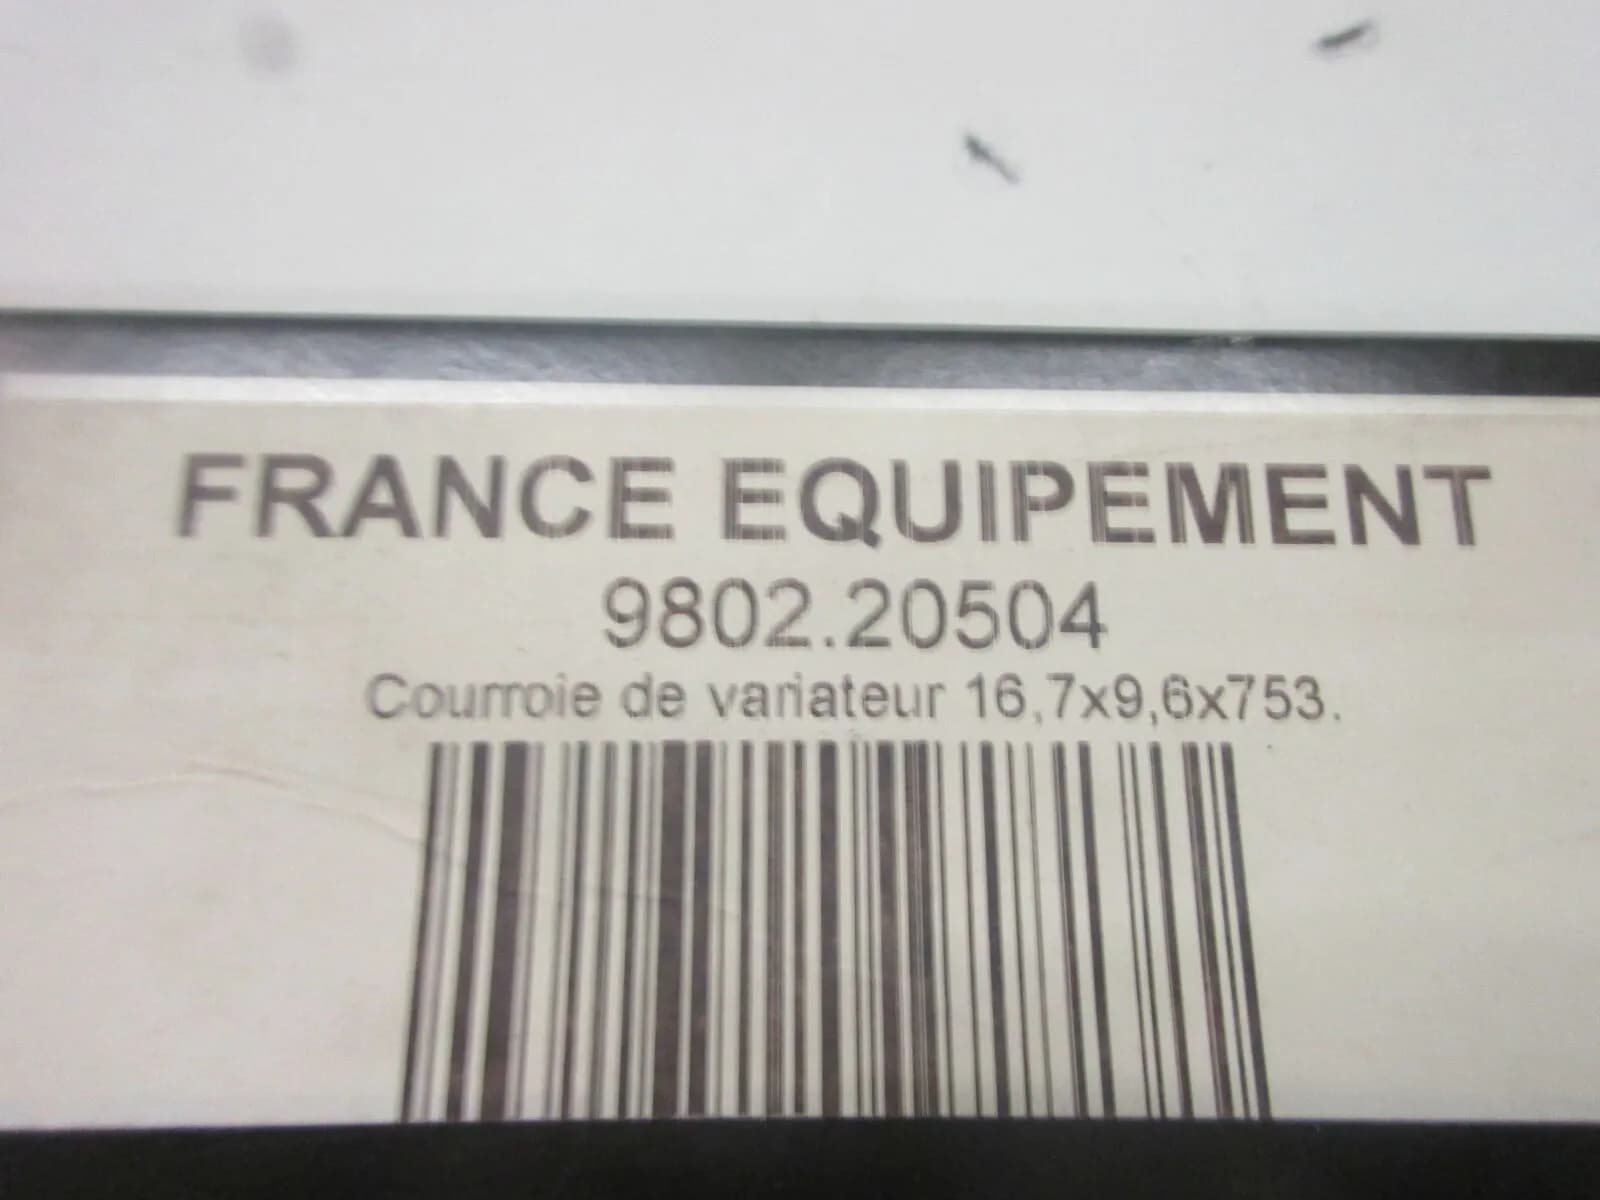 FRANCE EQUIPEMENT
9802.20504
Courroie de variateur 16,7x9,6x753.